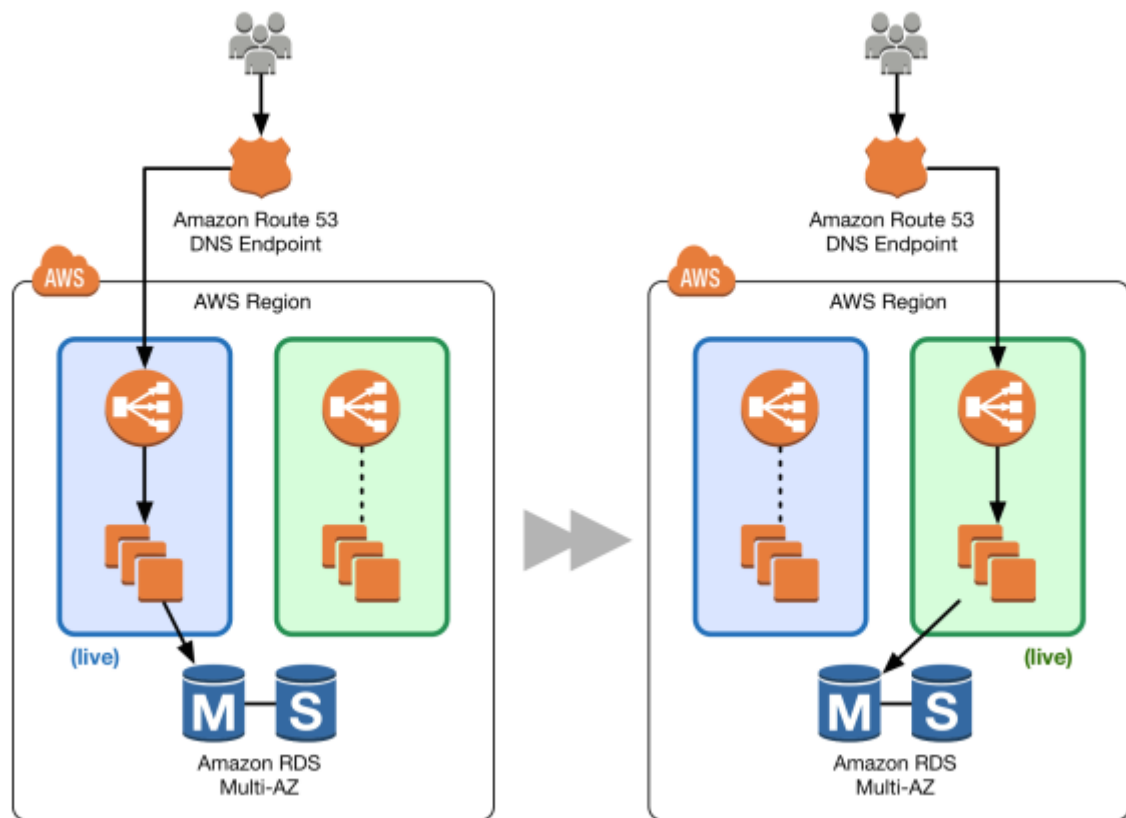 Amazon Route 53
DNS Endpoint
AWS
AWS Region
(live)
M
S
Amazon RDS
Multi-AZ
Amazon Route 53
DNS Endpoint
AWS
AWS Region
(live)
M
S
Amazon RDS
Multi-AZ